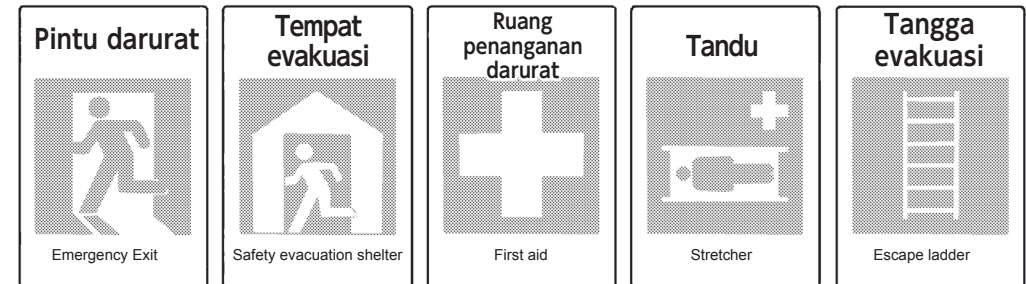 Pintu darurat
Emergency Exit
Tempat
evakuasi
Safety evacuation shelter
Ruang
penanganan
darurat
First aid
Tandu
Stretcher
Tangga
evakuasi
Escape ladder